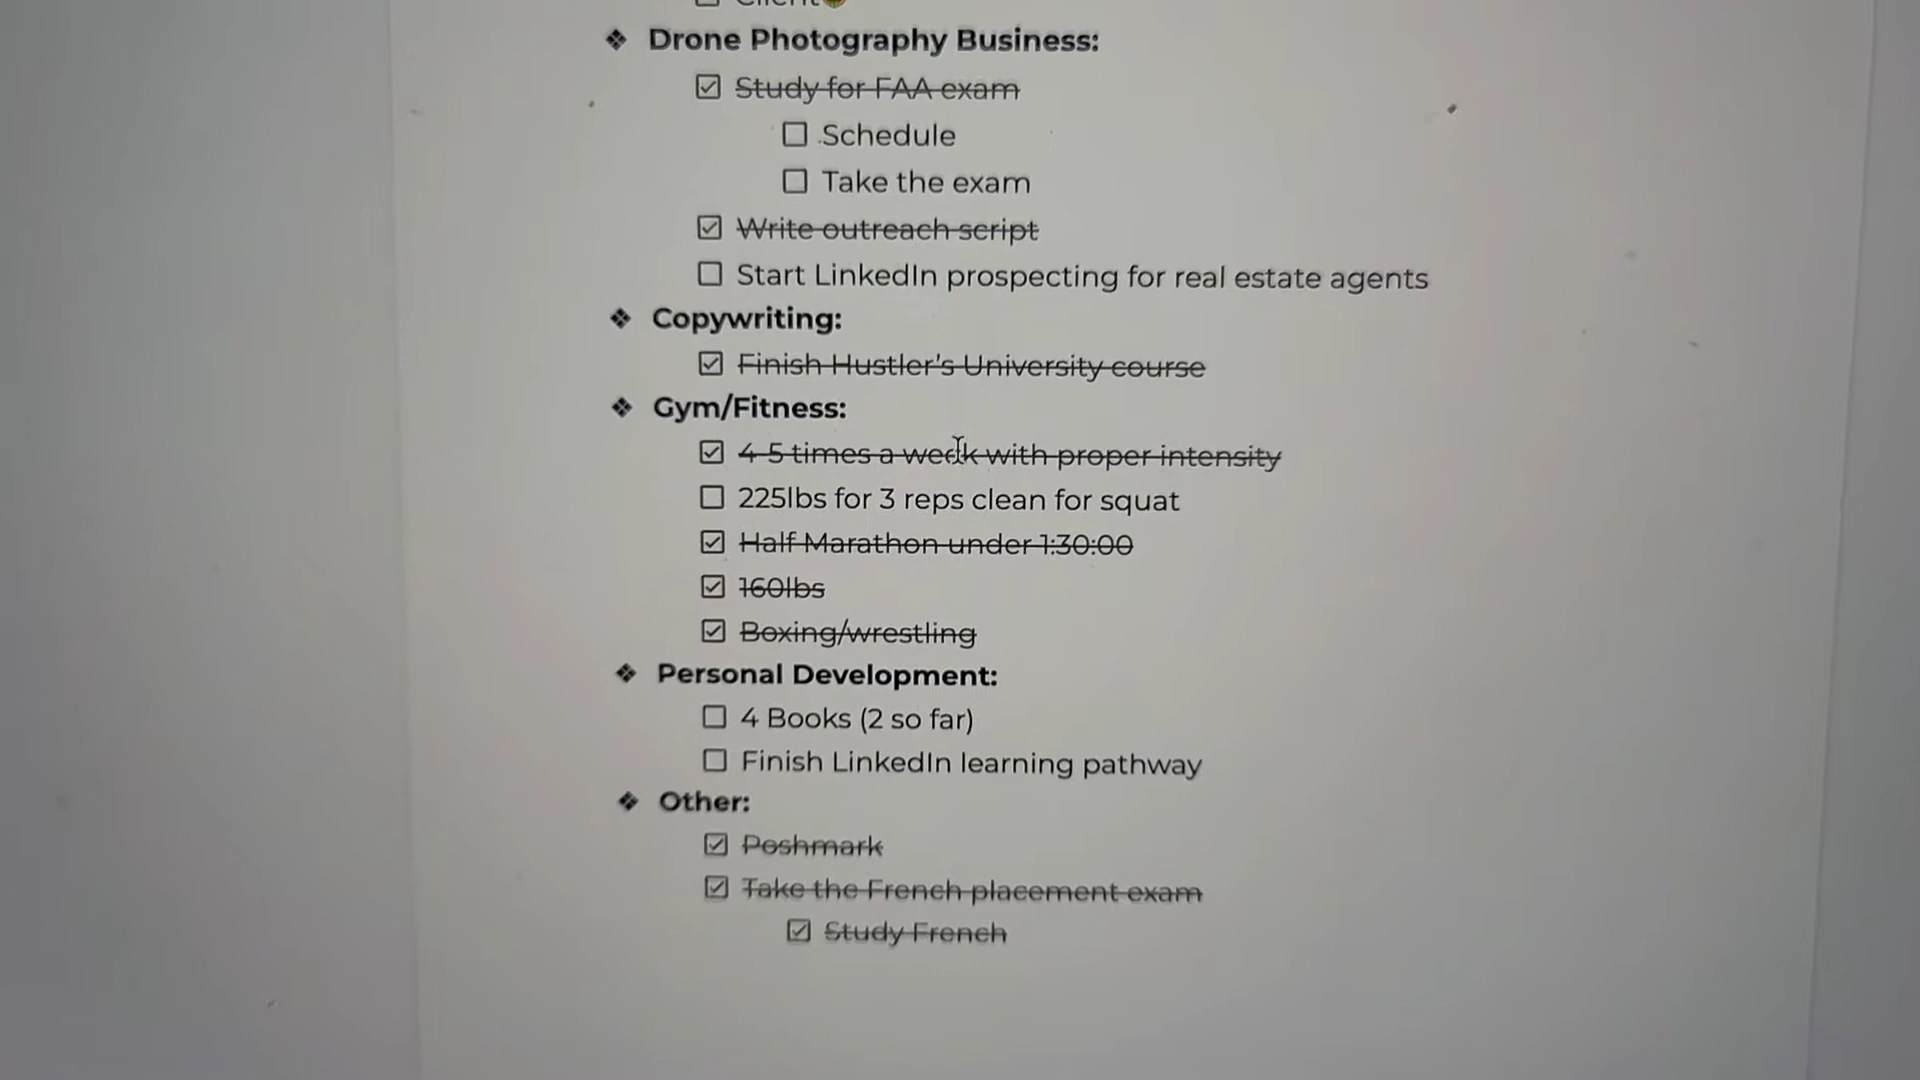 Client
❖ Drone Photography Business:
☑ Study for FAA exam
☐ Schedule
☐ Take the exam
☑ Write outreach script
☐ Start LinkedIn prospecting for real estate agents
❖ Copywriting:
☑ Finish Hustler's University course
❖ Gym/Fitness:
☑ 4-5 times a week with proper intensity
☐ 225lbs for 3 reps clean for squat
☑ Half Marathon under 1:30:00
☑ 160lbs
☑ Boxing/wrestling
❖ Personal Development:
☐ 4 Books (2 so far)
☐ Finish LinkedIn learning pathway
❖ Other:
☑ Poshmark
☑ Take the French placement exam
☑ Study French